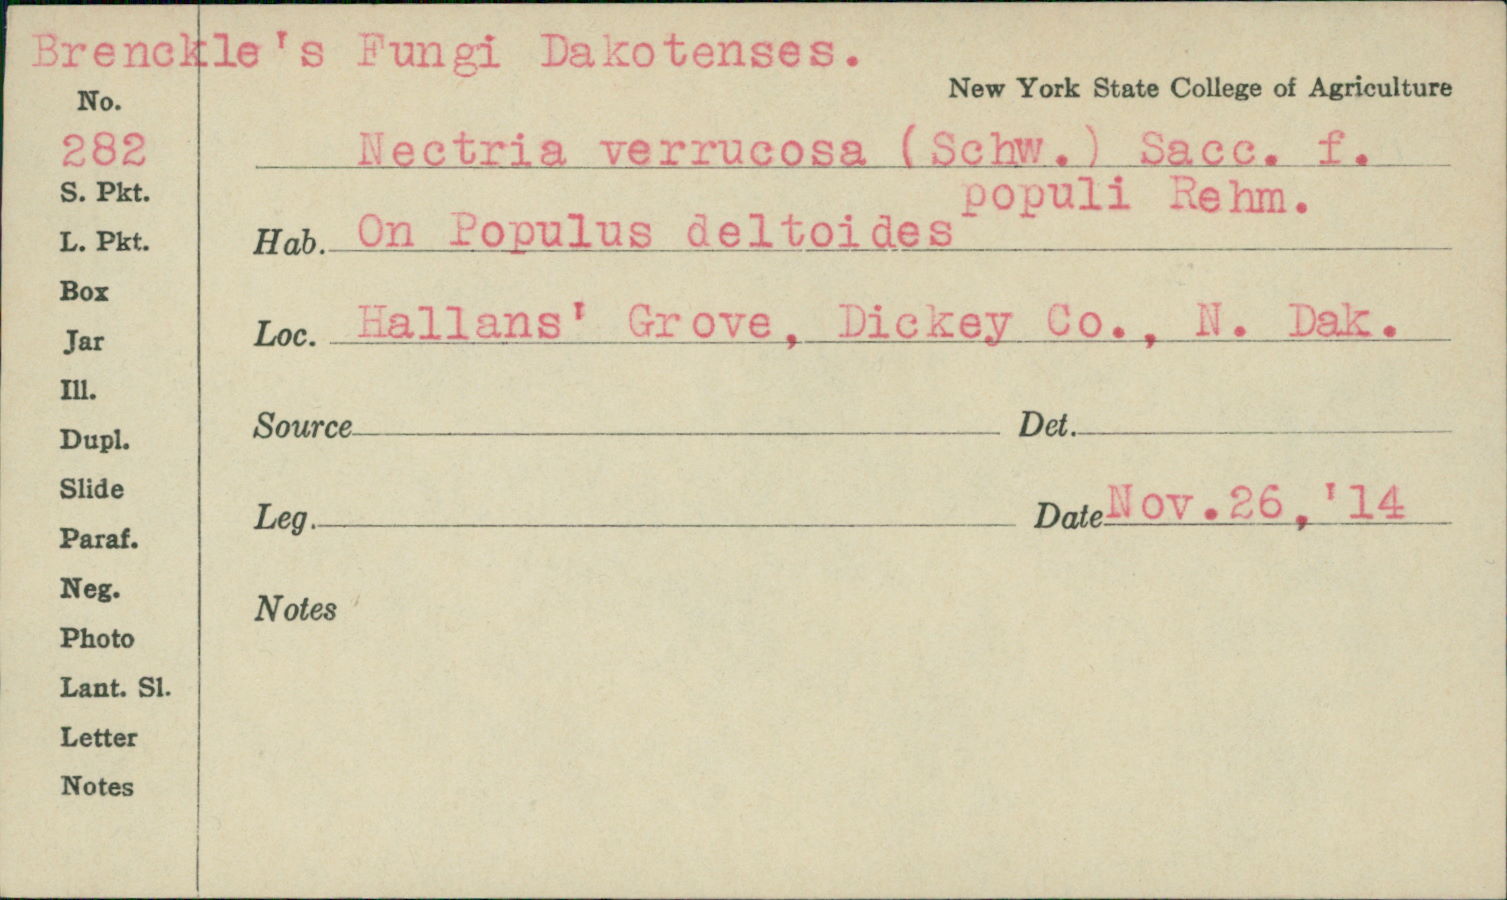 Brenckle's Fungi Dakotenses.
New York State College of Agriculture
No.
282
Nectria verrucosa (Schw.) Sacc. f.
populi Rehm.
S. Pkt.
L. Pkt.
Hab. On Populus deltoides
Box
Jar
Loc. Hallans' Grove, Dickey Co., N. Dak.
Ill.
Dupl.
Source Det.
Slide
Leg. Date Nov.26,'14
Paraf.
Neg.
Notes
Photo
Lant. Sl.
Letter
Notes